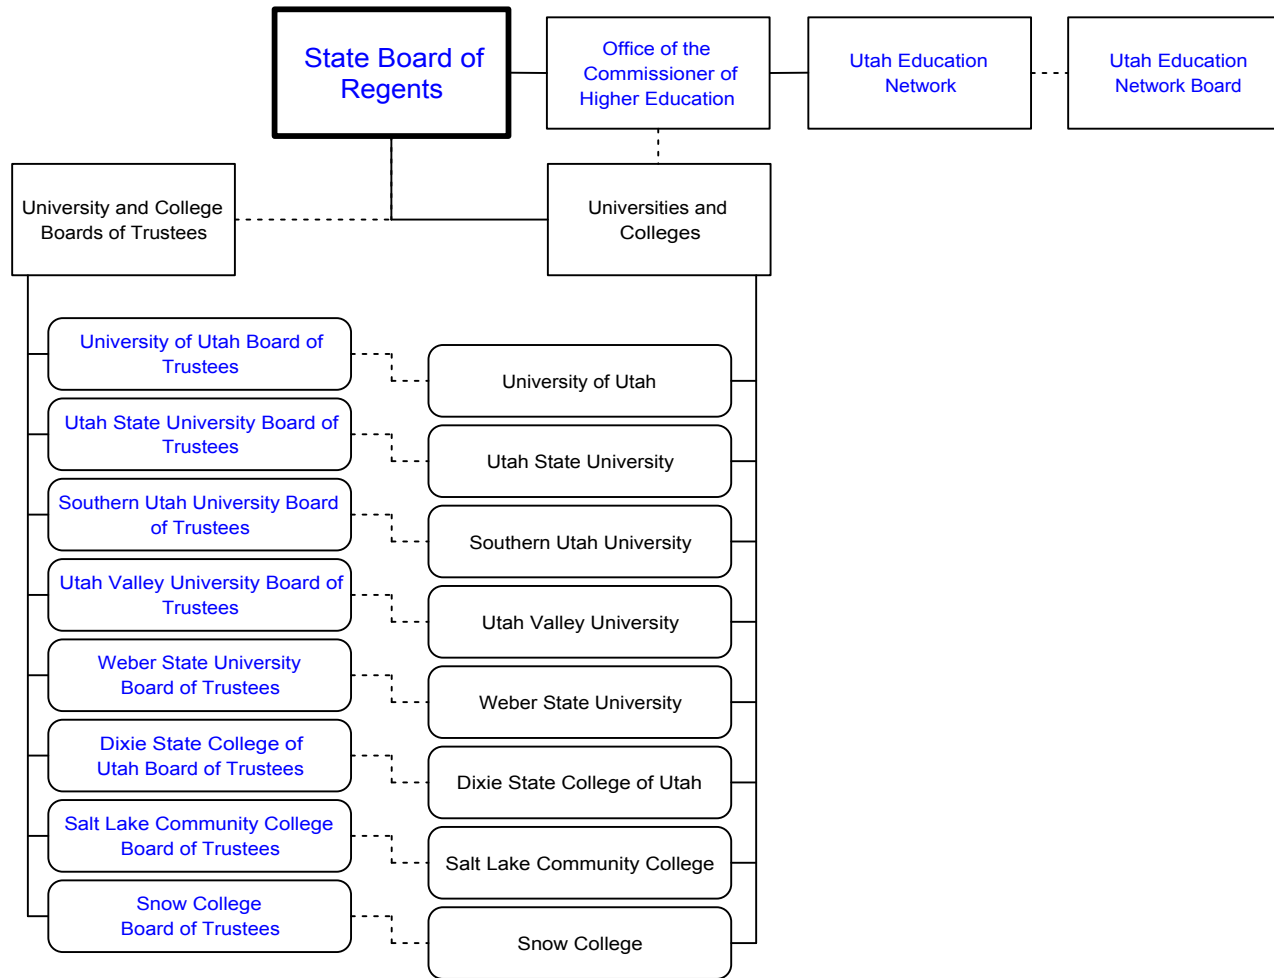 State Board of
Regents
Office of the
Commissioner of
Higher Education
Utah Education
Network
Utah Education
Network Board
University and College
Boards of Trustees
Universities and
Colleges
University of Utah Board of
Trustees
University of Utah
Utah State University Board of
Trustees
Utah State University
Southern Utah University Board
of Trustees
Southern Utah University
Utah Valley University Board of
Trustees
Utah Valley University
Weber State University
Board of Trustees
Weber State University
Dixie State College of
Utah Board of Trustees
Dixie State College of Utah
Salt Lake Community College
Board of Trustees
Salt Lake Community College
Snow College
Board of Trustees
Snow College